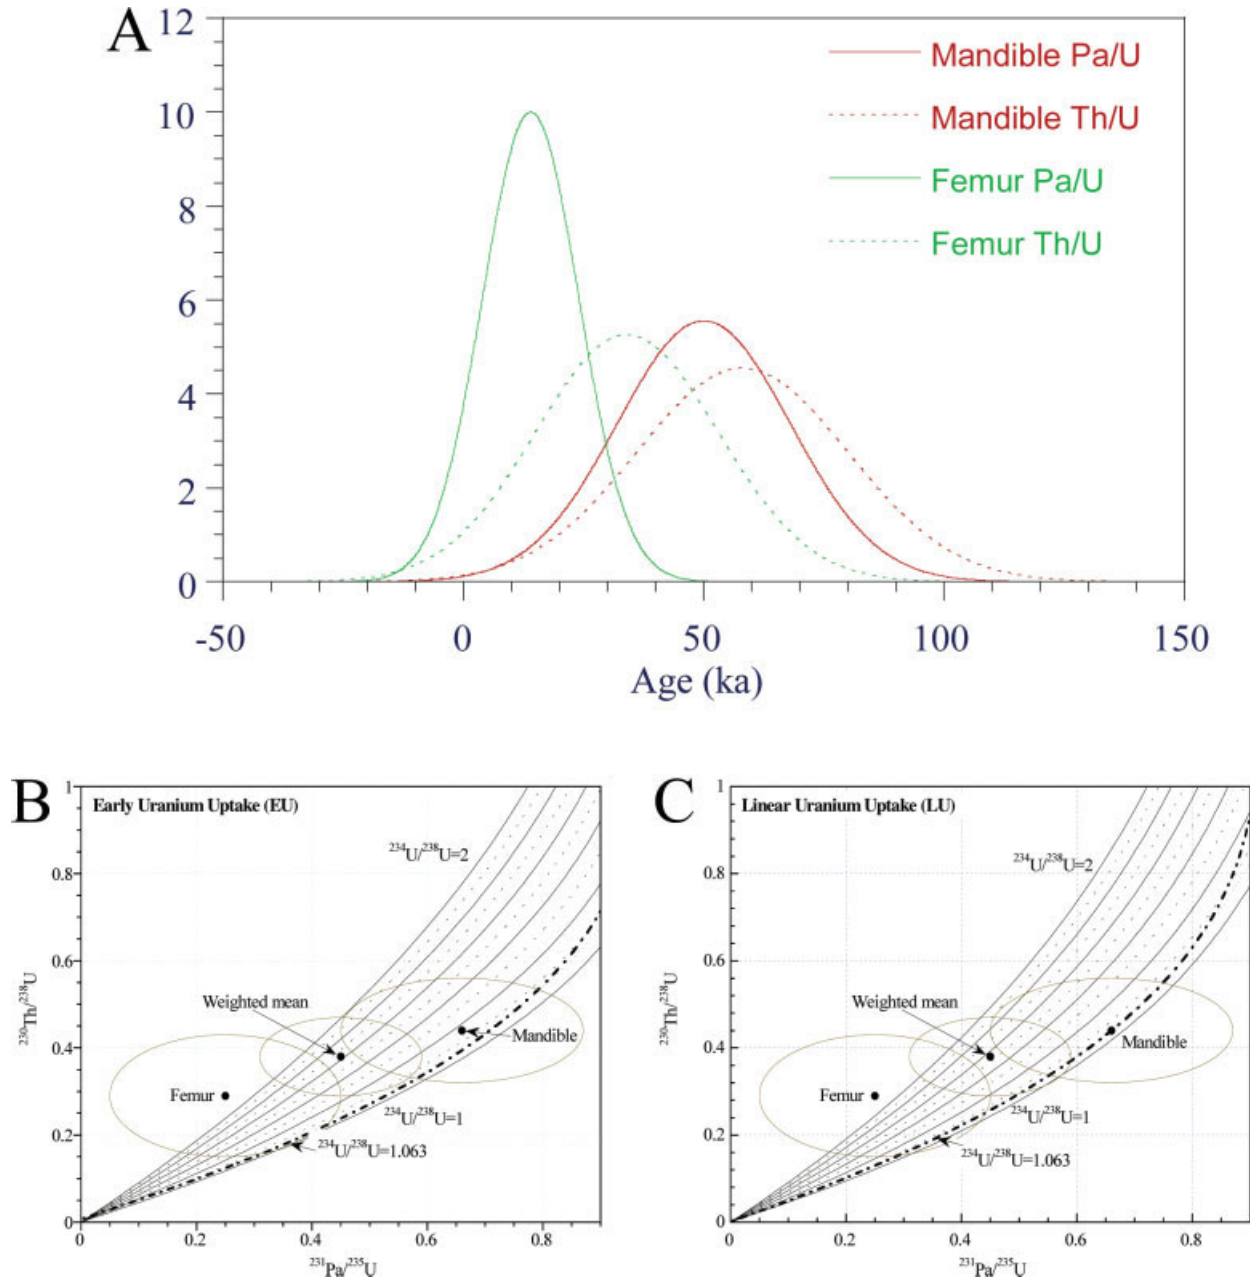 A
12
10
8
6
4
2
0
-50
0
50
100
150
Age (ka)
Mandible Pa/U
Mandible Th/U
Femur Pa/U
Femur Th/U
B
Early Uranium Uptake (EU)
1
0.8
0.6
0.4
0.2
0
²³⁰Th/²³⁸U
²³⁴U/²³⁸U=2
Weighted mean
Mandible
Femur
²³⁴U/²³⁸U=1
²³⁴U/²³⁸U=1.063
0
0.2
0.4
0.6
0.8
²³¹Pa/²³⁵U
C
Linear Uranium Uptake (LU)
1
0.8
0.6
0.4
0.2
0
²³⁰Th/²³⁸U
²³⁴U/²³⁸U=2
Weighted mean
Mandible
Femur
²³⁴U/²³⁸U=1
²³⁴U/²³⁸U=1.063
0
0.2
0.4
0.6
0.8
²³¹Pa/²³⁵U